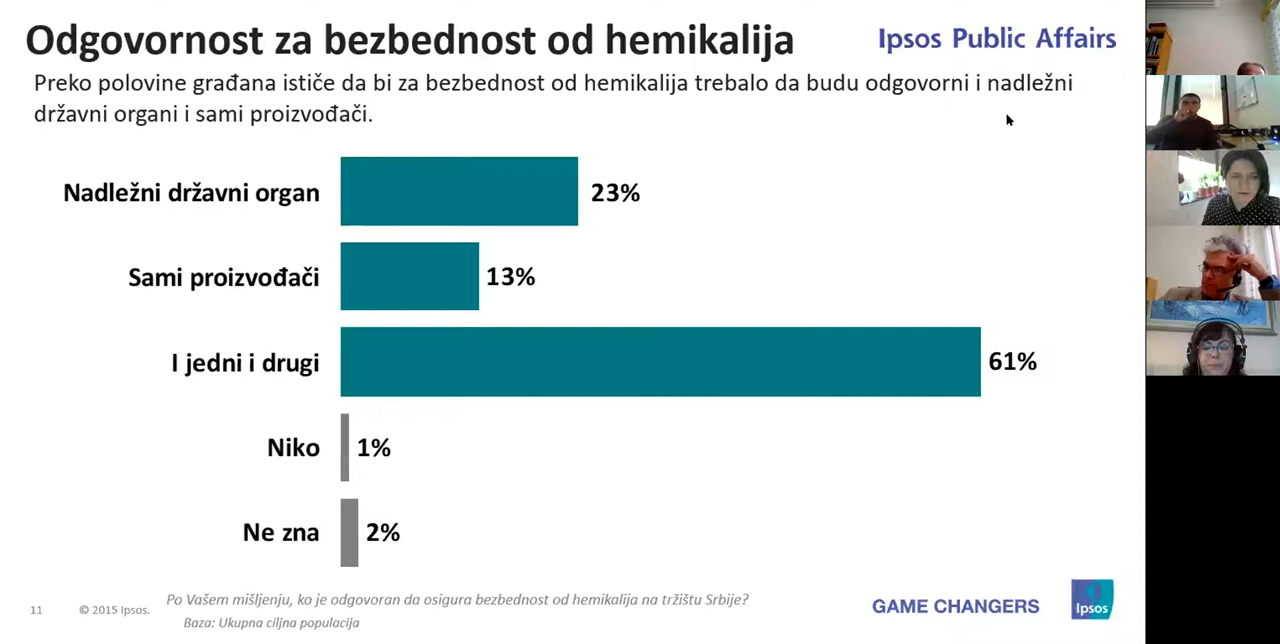 Odgovornost za bezbednost od hemikalija
Ipsos Public Affairs
Preko polovine građana ističe da bi za bezbednost od hemikalija trebalo da budu odgovorni i nadležni
državni organi i sami proizvođači.
Nadležni državni organ
23%
Sami proizvođači
13%
I jedni i drugi
61%
Niko
1%
Ne zna
2%
11
© 2015 Ipsos.
Po Vašem mišljenju, ko je odgovoran da osigura bezbednost od hemikalija na tržištu Srbije?
Baza: Ukupna ciljna populacija
GAME CHANGERS
Ipsos